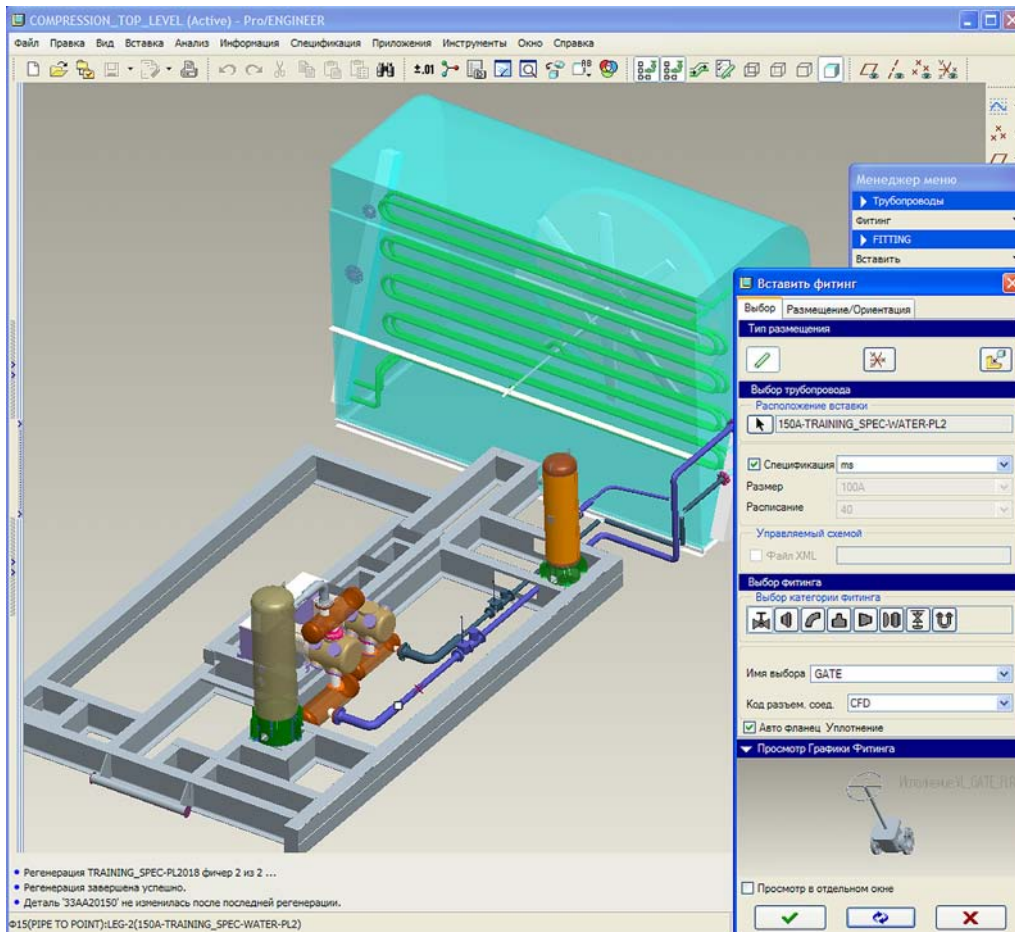 COMPRESSION_TOP_LEVEL (Active) - Pro/ENGINEER
Файл Правка Вид Вставка Анализ Информация Спецификация Приложения Инструменты Окно Справка
±.01
Менеджер меню
Трубопроводы
Фитинг
FITTING
Вставить
Вставить фитинг
Выбор Размещение/Ориентация
Тип размещения
Выбор трубопровода
Расположение вставки
150A-TRAINING_SPEC-WATER-PL2
Спецификация ms
Размер 100A
Расписание 40
Управляемый схемой
Файл XML
Выбор фитинга
Выбор категории фитинга
Имя выбора GATE
Код разъем. соед. CFD
Авто фланец Уплотнение
Просмотр Графики Фитинга
Просмотр в отдельном окне
• Регенерация TRAINING_SPEC-PL2018 фичер 2 из 2 ...
• Регенерация завершена успешно.
• Деталь '33AA20150' не изменилась после последней регенерации.
Ф15(PIPE TO POINT):LEG-2(150A-TRAINING_SPEC-WATER-PL2)